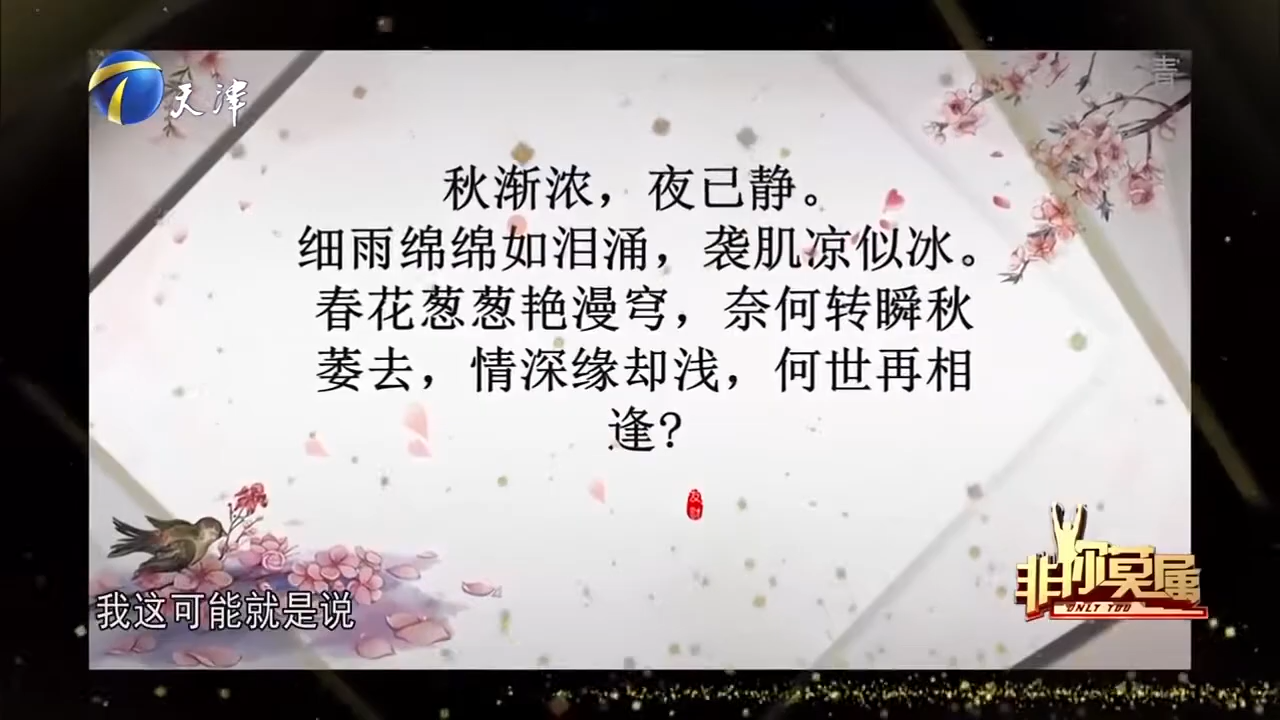 天津
青
秋渐浓，夜已静。
细雨绵绵如泪涌，袭肌凉似冰。
春花葱葱艳漫穹，奈何转瞬秋
萎去，情深缘却浅，何世再相
逢?
发财
非你莫属
ONLY YOU
我这可能就是说